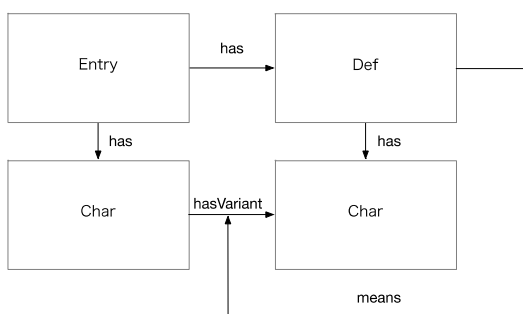 has
Entry
Def
has
has
Char
hasVariant
Char
means